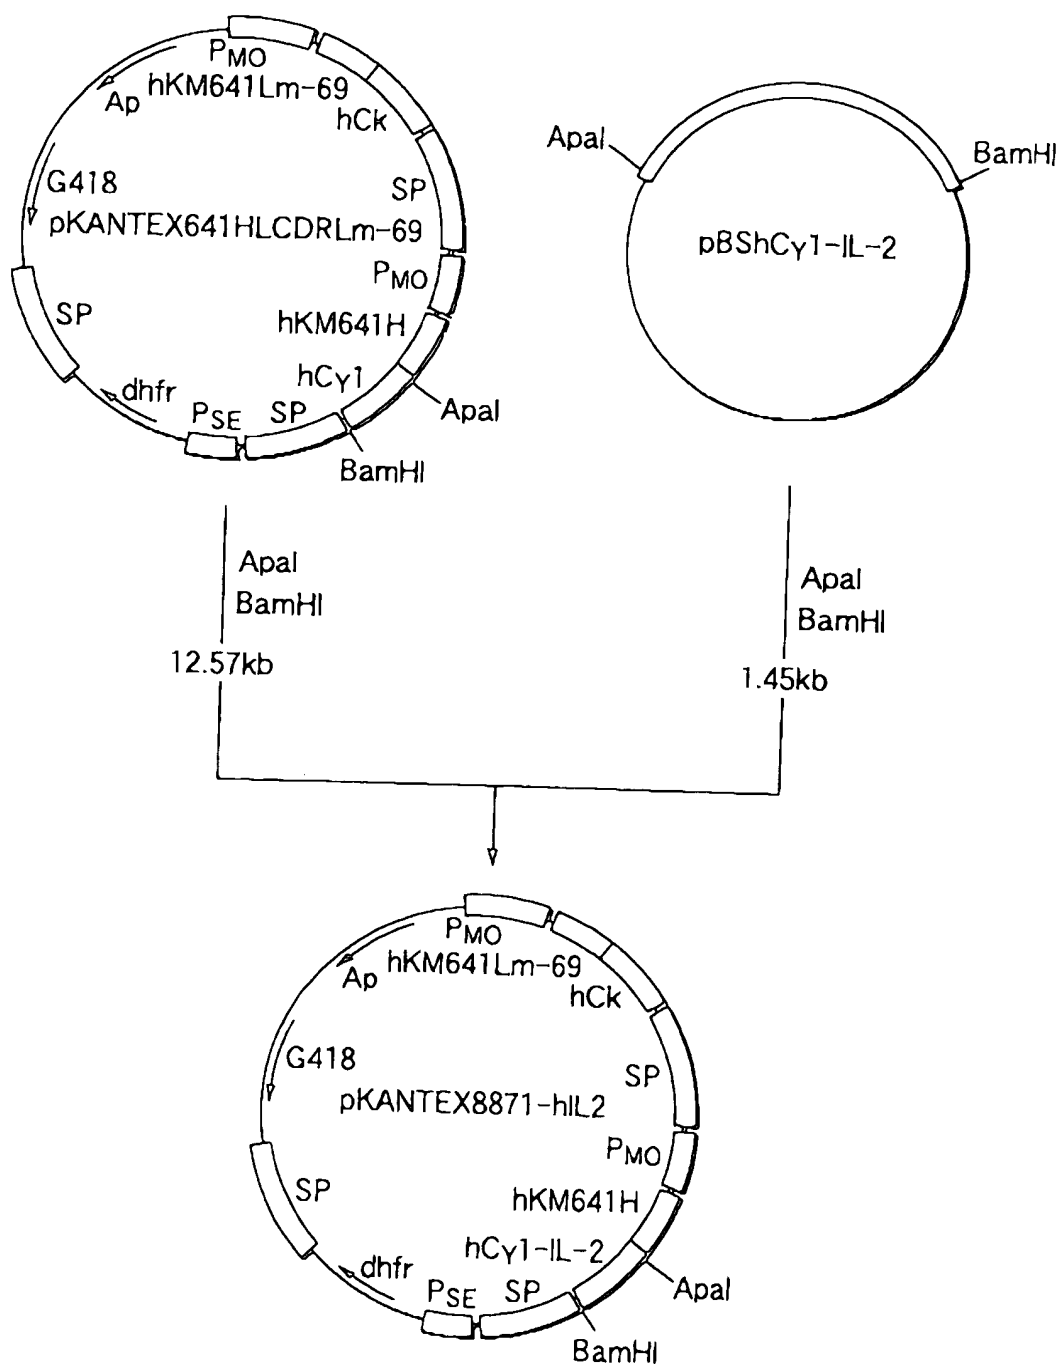 PMO
hKM641Lm-69
Ap
hCk
G418
SP
pKANTEX641HLCDRLm-69
PMO
SP
hKM641H
hCγ1
dhfr
ApaI
PSE
SP
BamHI
ApaI
BamHI
pBShCγ1-IL-2
ApaI
BamHI
12.57kb
ApaI
BamHI
1.45kb
PMO
hKM641Lm-69
Ap
hCk
G418
SP
pKANTEX8871-hIL2
PMO
SP
hKM641H
hCγ1-IL-2
dhfr
ApaI
PSE
SP
BamHI